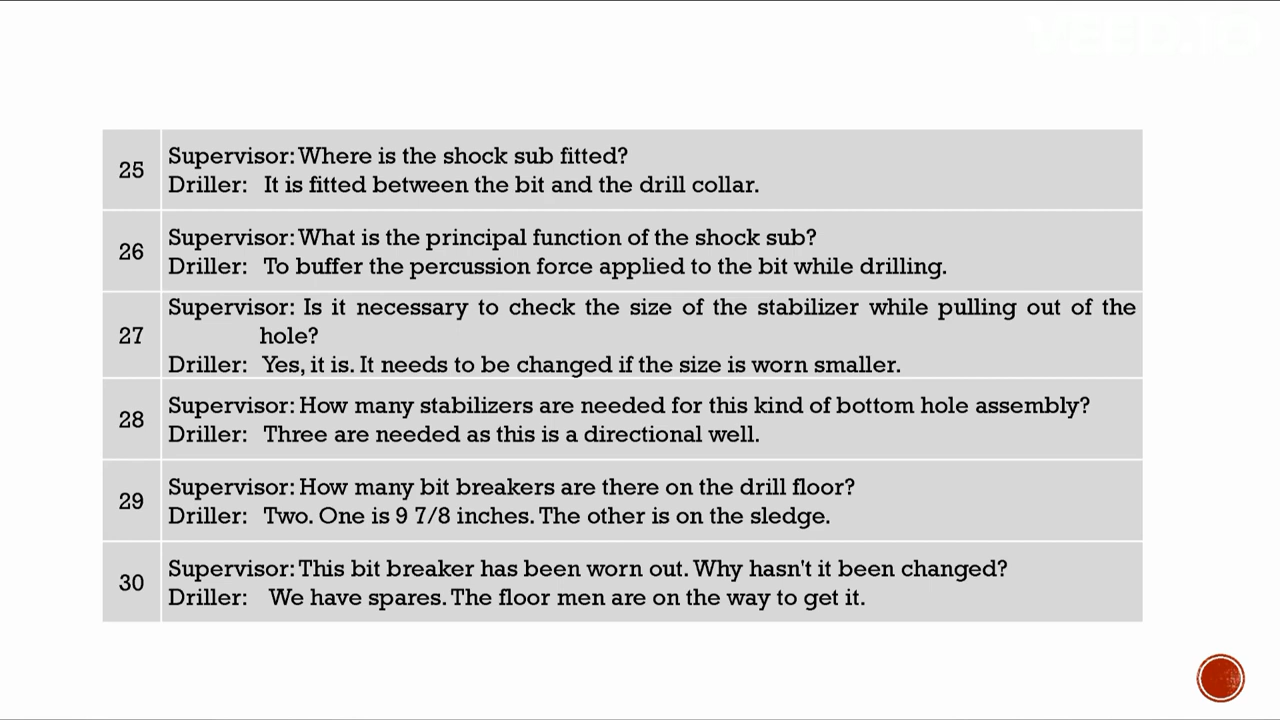 VEED.IO
25
Supervisor: Where is the shock sub fitted?
Driller: It is fitted between the bit and the drill collar.
26
Supervisor: What is the principal function of the shock sub?
Driller: To buffer the percussion force applied to the bit while drilling.
27
Supervisor: Is it necessary to check the size of the stabilizer while pulling out of the
hole?
Driller: Yes, it is. It needs to be changed if the size is worn smaller.
28
Supervisor: How many stabilizers are needed for this kind of bottom hole assembly?
Driller: Three are needed as this is a directional well.
29
Supervisor: How many bit breakers are there on the drill floor?
Driller: Two. One is 9 7/8 inches. The other is on the sledge.
30
Supervisor: This bit breaker has been worn out. Why hasn't it been changed?
Driller: We have spares. The floor men are on the way to get it.